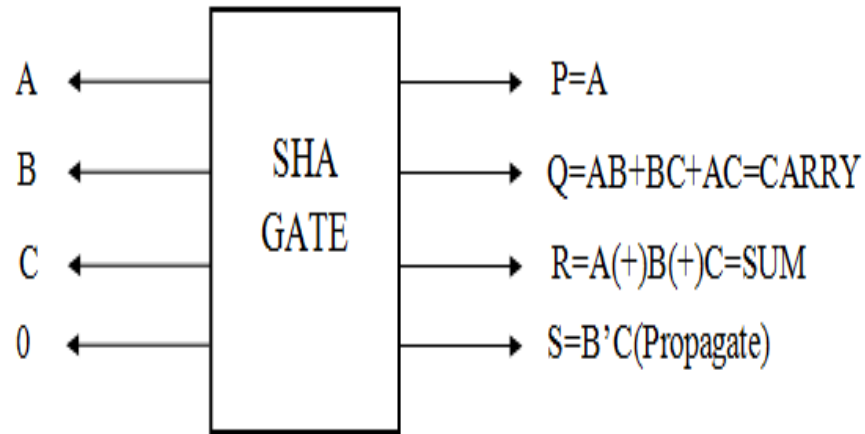 A
P=A
B
SHA
GATE
Q=AB+BC+AC=CARRY
C
R=A(+)B(+)C=SUM
0
S=B’C(Propagate)